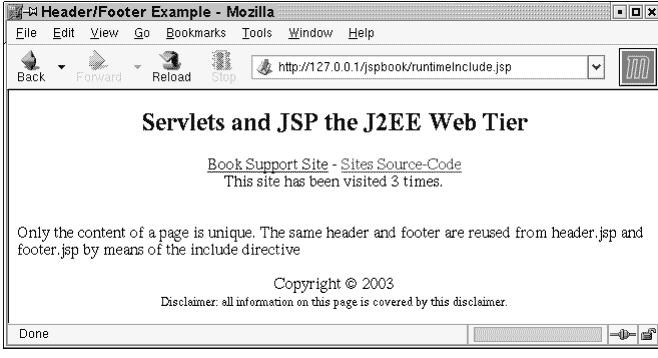 Header/Footer Example - Mozilla
File Edit View Go Bookmarks Tools Window Help
Back Forward Reload Stop http://127.0.0.1/jspbook/runtimeInclude.jsp
Servlets and JSP the J2EE Web Tier
Book Support Site - Sites Source-Code
This site has been visited 3 times.
Only the content of a page is unique. The same header and footer are reused from header.jsp and
footer.jsp by means of the include directive
Copyright © 2003
Disclaimer: all information on this page is covered by this disclaimer.
Done